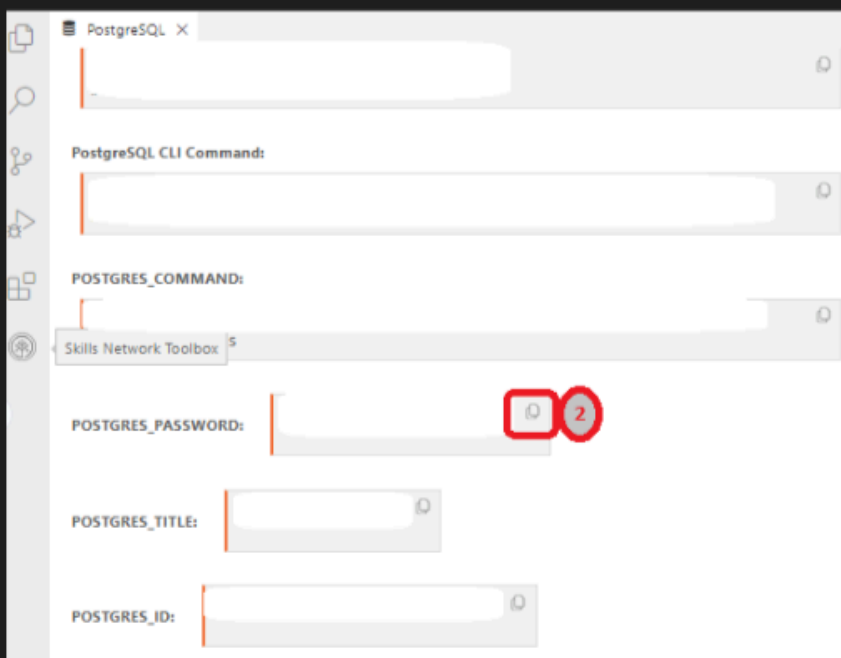 PostgreSQL
PostgreSQL CLI Command:
POSTGRES_COMMAND:
s
Skills Network Toolbox
POSTGRES_PASSWORD:
2
POSTGRES_TITLE:
POSTGRES_ID: